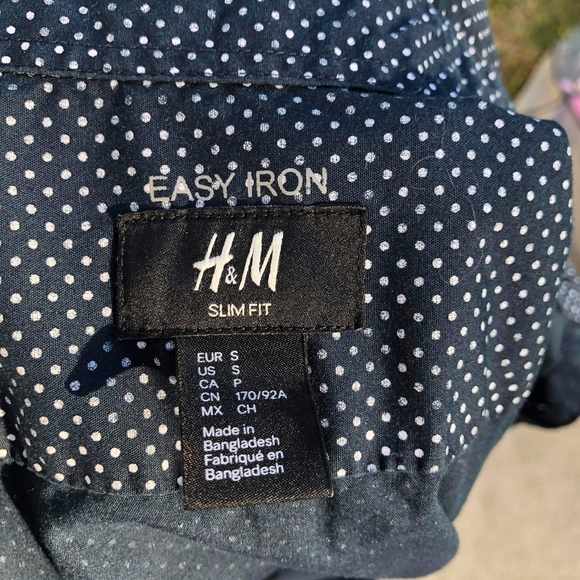 EASY IRON
H&M
SLIM FIT
EUR S
US S
CA P
CN 170/92A
MX CH
Made in
Bangladesh
Fabriqué en
Bangladesh